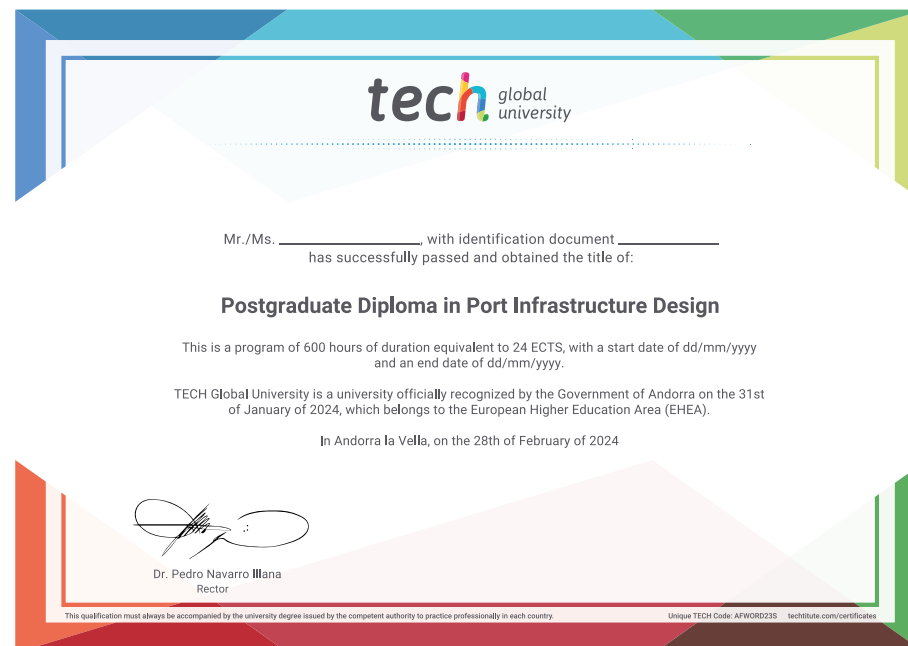 tech global university
Mr./Ms. ____________________, with identification document ______________
has successfully passed and obtained the title of:
Postgraduate Diploma in Port Infrastructure Design
This is a program of 600 hours of duration equivalent to 24 ECTS, with a start date of dd/mm/yyyy
and an end date of dd/mm/yyyy.
TECH Global University is a university officially recognized by the Government of Andorra on the 31st
of January of 2024, which belongs to the European Higher Education Area (EHEA).
In Andorra la Vella, on the 28th of February of 2024
Dr. Pedro Navarro Illana
Rector
This qualification must always be accompanied by the university degree issued by the competent authority to practice professionally in each country.
Unique TECH Code: AFWORD23S techtitute.com/certificates